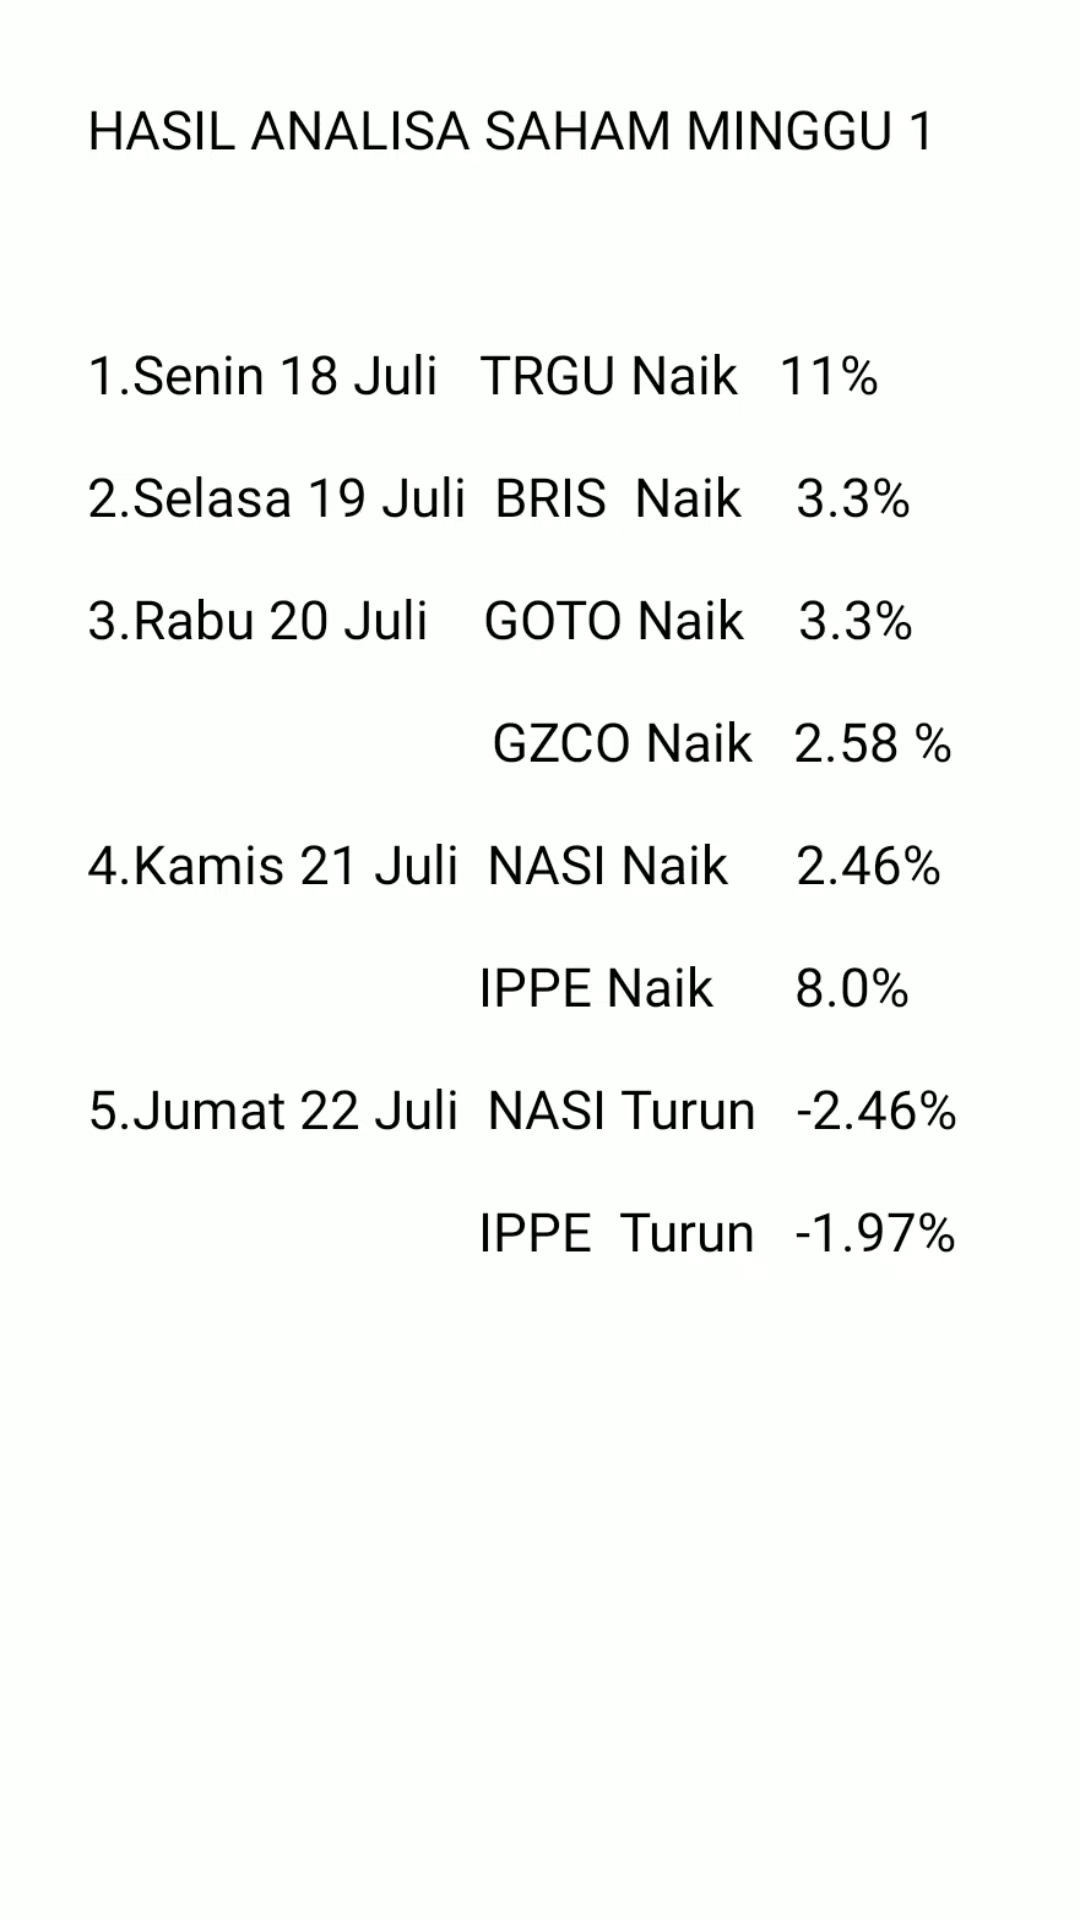 HASIL ANALISA SAHAM MINGGU 1
1.Senin 18 Juli TRGU Naik 11%
2.Selasa 19 Juli BRIS Naik 3.3%
3.Rabu 20 Juli GOTO Naik 3.3%
GZCO Naik 2.58 %
4.Kamis 21 Juli NASI Naik 2.46%
IPPE Naik 8.0%
5.Jumat 22 Juli NASI Turun -2.46%
IPPE Turun -1.97%